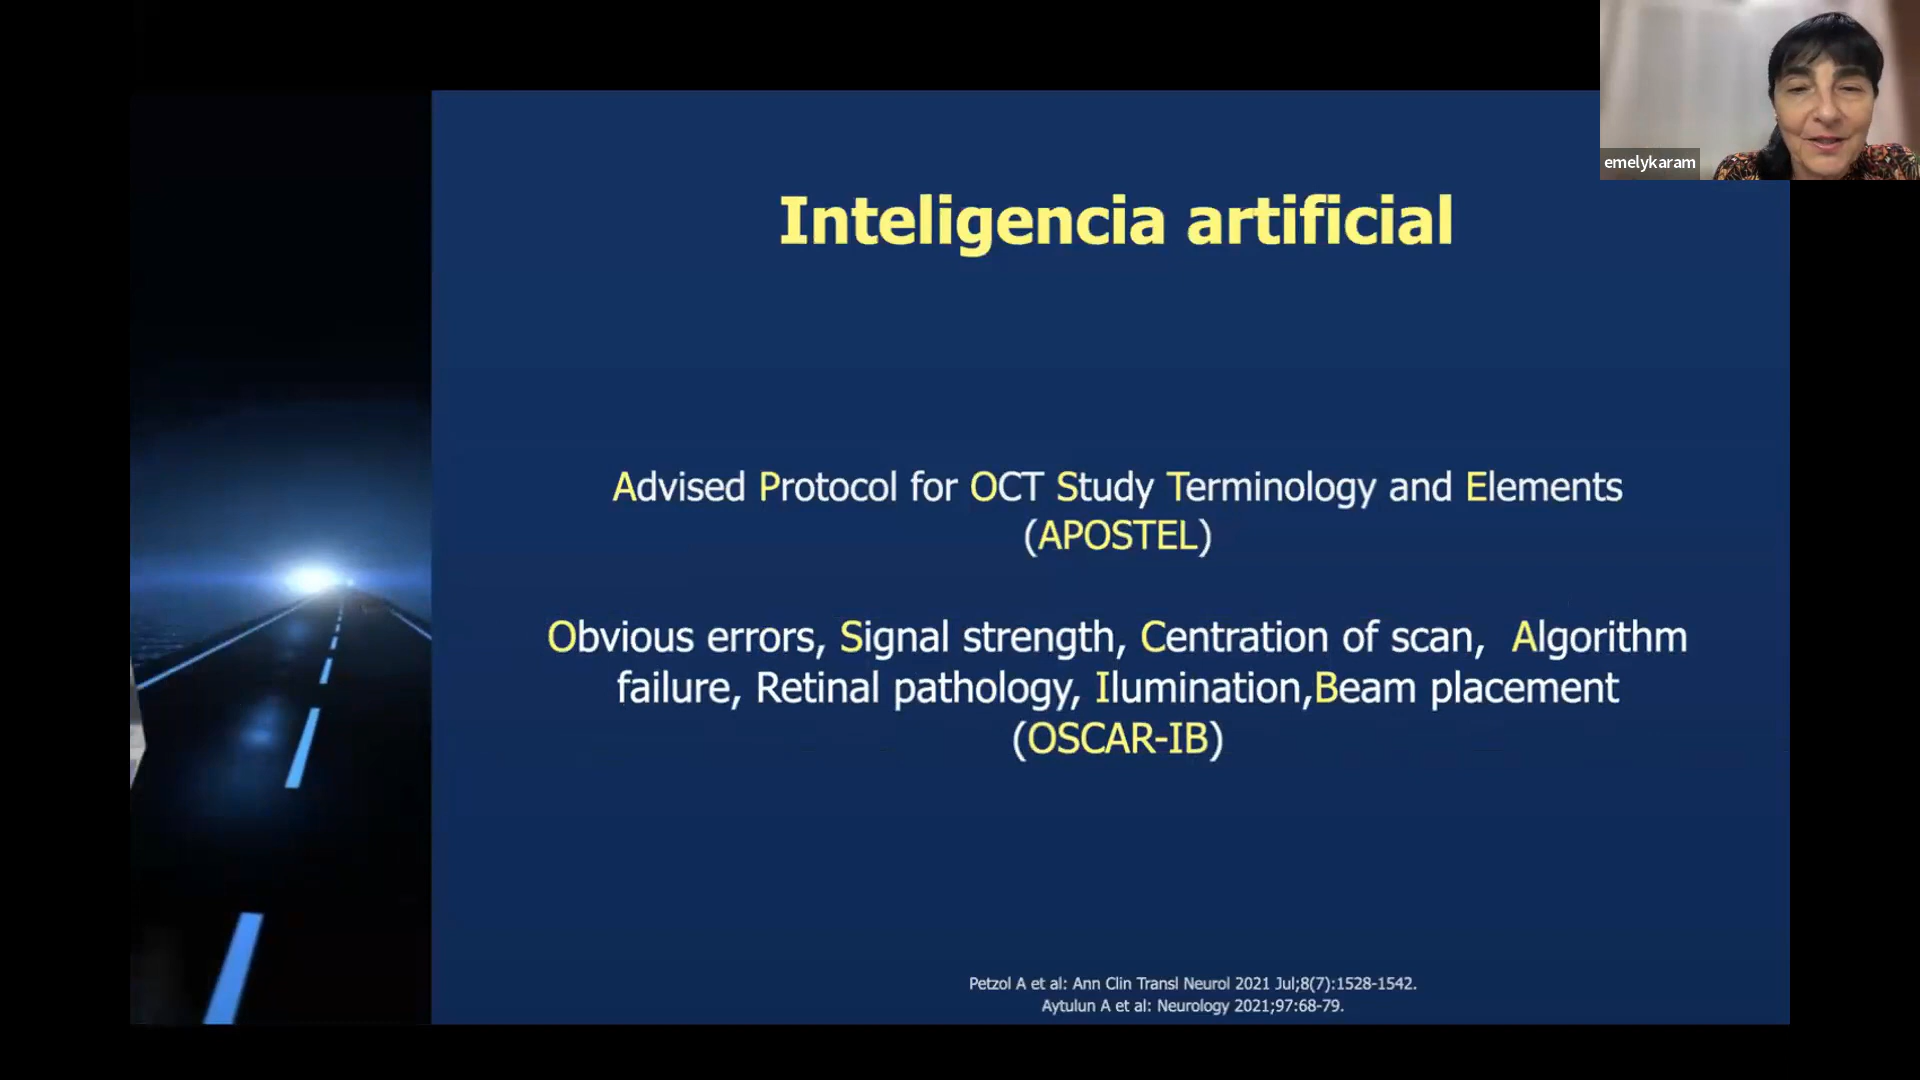 emelykaram
Inteligencia artificial
Advised Protocol for OCT Study Terminology and Elements
(APOSTEL)
Obvious errors, Signal strength, Centration of scan, Algorithm
failure, Retinal pathology, Ilumination,Beam placement
(OSCAR-IB)
Petzol A et al: Ann Clin Transl Neurol 2021 Jul;8(7):1528-1542.
Aytulun A et al: Neurology 2021;97:68-79.